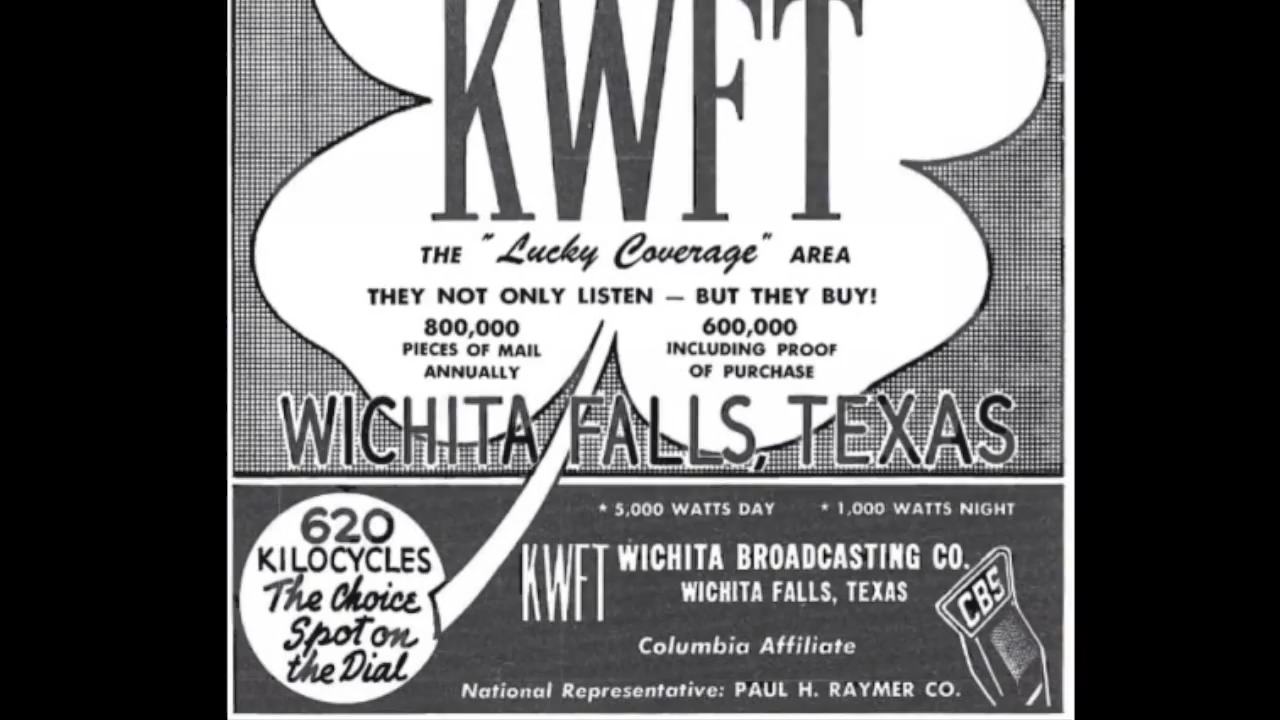 KWFT
THE "Lucky Coverage" AREA
THEY NOT ONLY LISTEN — BUT THEY BUY!
800,000
PIECES OF MAIL
ANNUALLY
600,000
INCLUDING PROOF
OF PURCHASE
WICHITA FALLS, TEXAS
620
KILOCYCLES
The Choice
Spot on
the Dial
* 5,000 WATTS DAY * 1,000 WATTS NIGHT
KWFT WICHITA BROADCASTING CO.
WICHITA FALLS, TEXAS
CBS
Columbia Affiliate
National Representative: PAUL H. RAYMER CO.